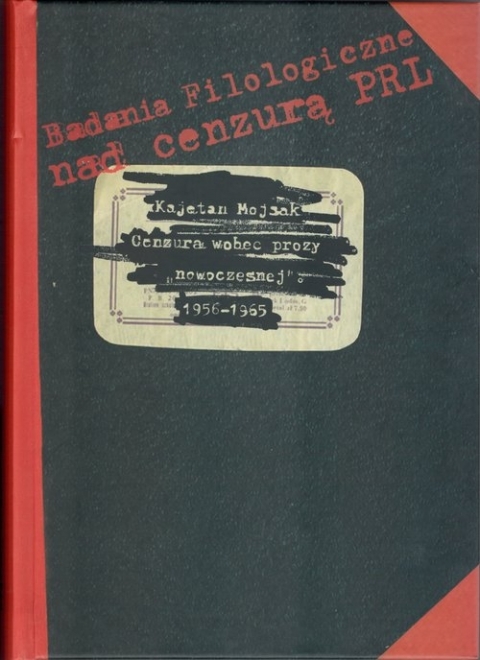 Badania Filologiczne
nad cenzurą PRL
Kajetan Mojsak
Cenzura wobec prozy
„nowoczesnej".
1956-1965